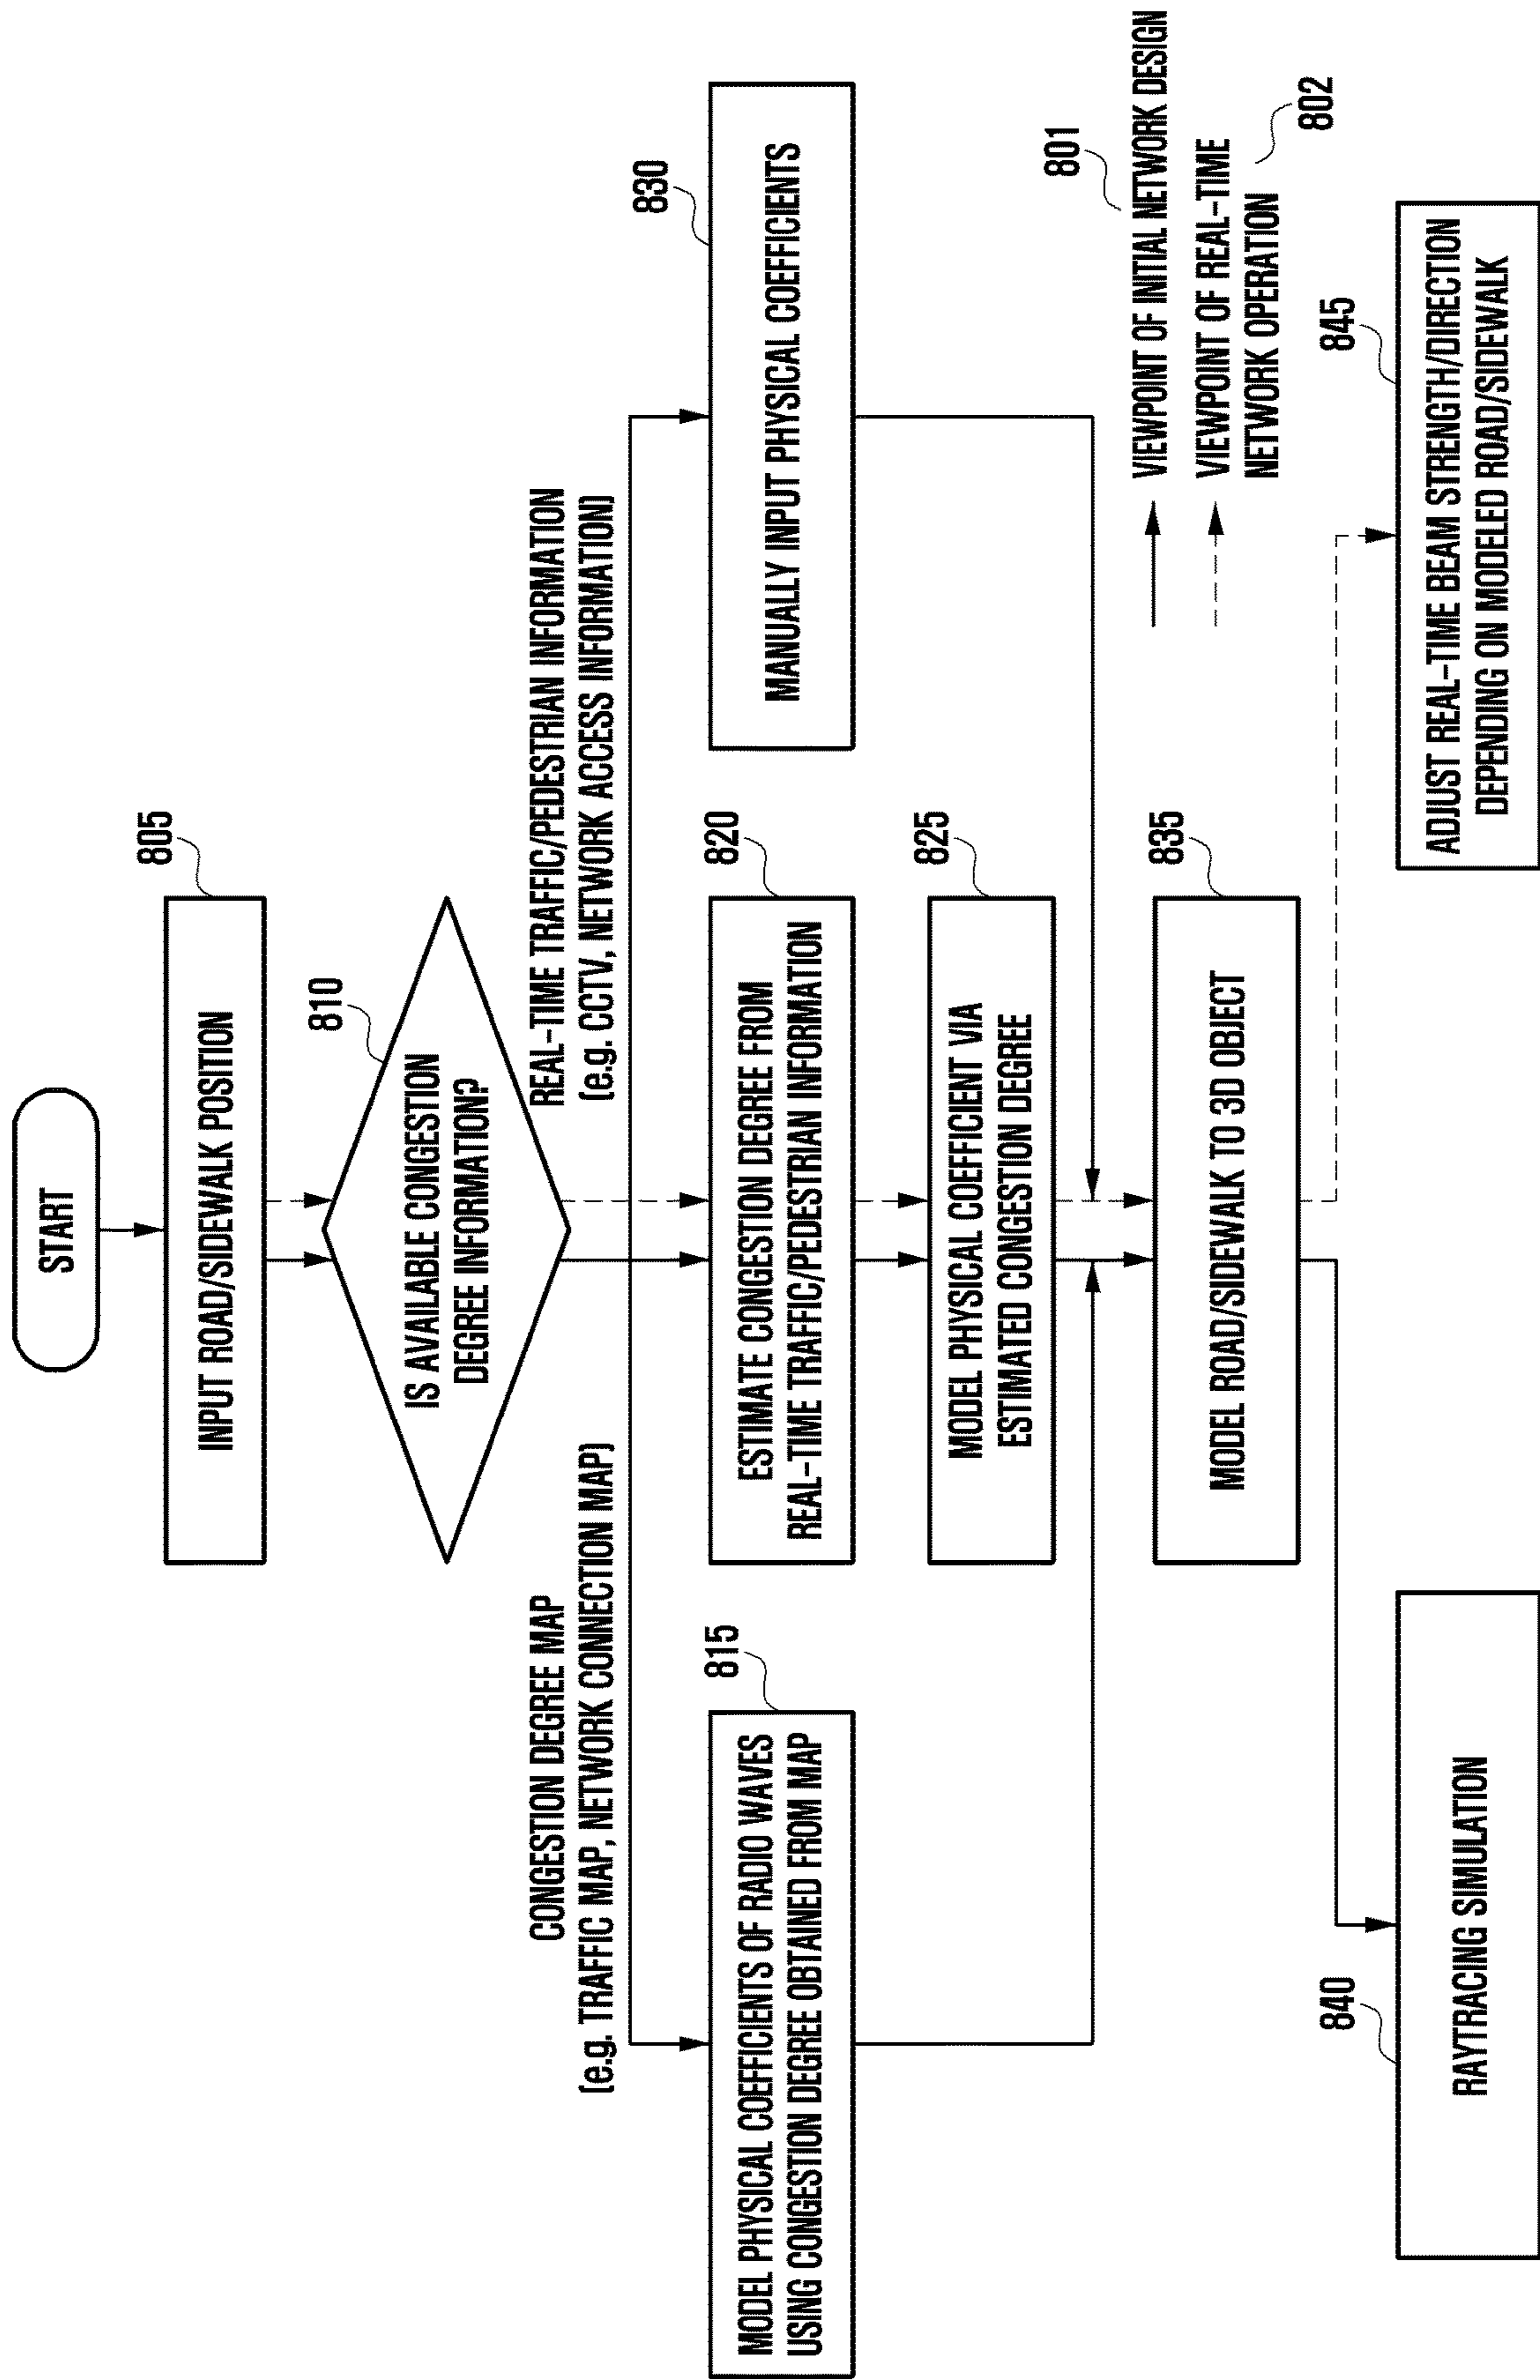 START
805
INPUT ROAD/SIDEWALK POSITION
810
IS AVAILABLE CONGESTION
DEGREE INFORMATION?
CONGESTION DEGREE MAP
(e.g. TRAFFIC MAP, NETWORK CONNECTION MAP)
REAL-TIME TRAFFIC/PEDESTRIAN INFORMATION
(e.g. CCTV, NETWORK ACCESS INFORMATION)
815
MODEL PHYSICAL COEFFICIENTS OF RADIO WAVES
USING CONGESTION DEGREE OBTAINED FROM MAP
820
ESTIMATE CONGESTION DEGREE FROM
REAL-TIME TRAFFIC/PEDESTRIAN INFORMATION
830
MANUALLY INPUT PHYSICAL COEFFICIENTS
825
MODEL PHYSICAL COEFFICIENT VIA
ESTIMATED CONGESTION DEGREE
801
VIEWPOINT OF INITIAL NETWORK DESIGN
VIEWPOINT OF REAL-TIME
NETWORK OPERATION
802
835
MODEL ROAD/SIDEWALK TO 3D OBJECT
840
RAYTRACING SIMULATION
845
ADJUST REAL-TIME BEAM STRENGTH/DIRECTION
DEPENDING ON MODELED ROAD/SIDEWALK